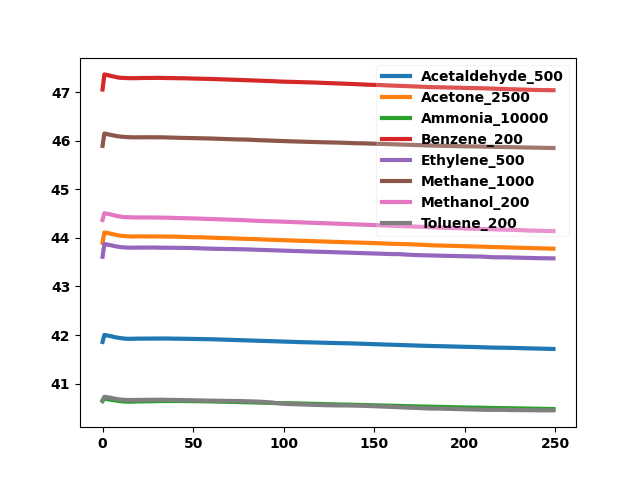 47
46
45
44
43
42
41
0
50
100
150
200
250
Acetaldehyde_500
Acetone_2500
Ammonia_10000
Benzene_200
Ethylene_500
Methane_1000
Methanol_200
Toluene_200